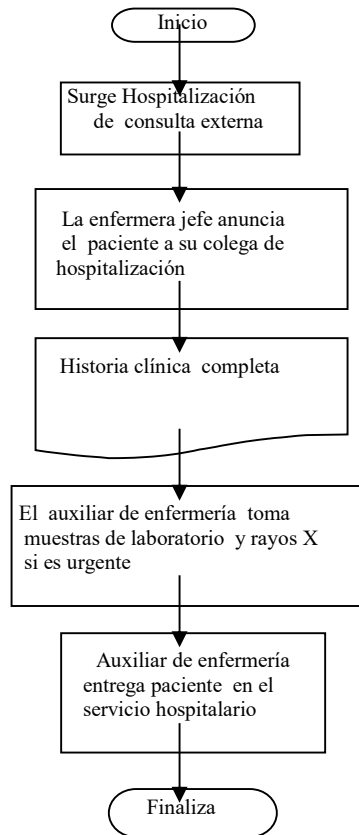 Inicio
Surge Hospitalización
de consulta externa
La enfermera jefe anuncia
el paciente a su colega de
hospitalización
Historia clínica completa
El auxiliar de enfermería toma
muestras de laboratorio y rayos X
si es urgente
Auxiliar de enfermería
entrega paciente en el
servicio hospitalario
Finaliza